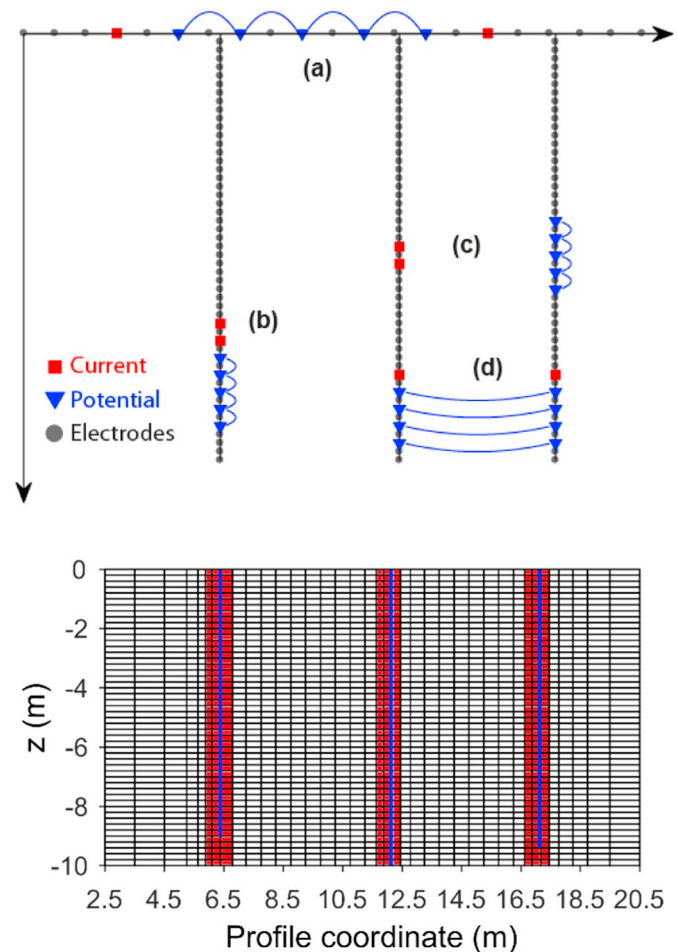 (a)
(c)
(b)
Current
(d)
Potential
Electrodes
0
-2
-4
-6
-8
-10
z (m)
2.5 4.5 6.5 8.5 10.5 12.5 14.5 16.5 18.5 20.5
Profile coordinate (m)